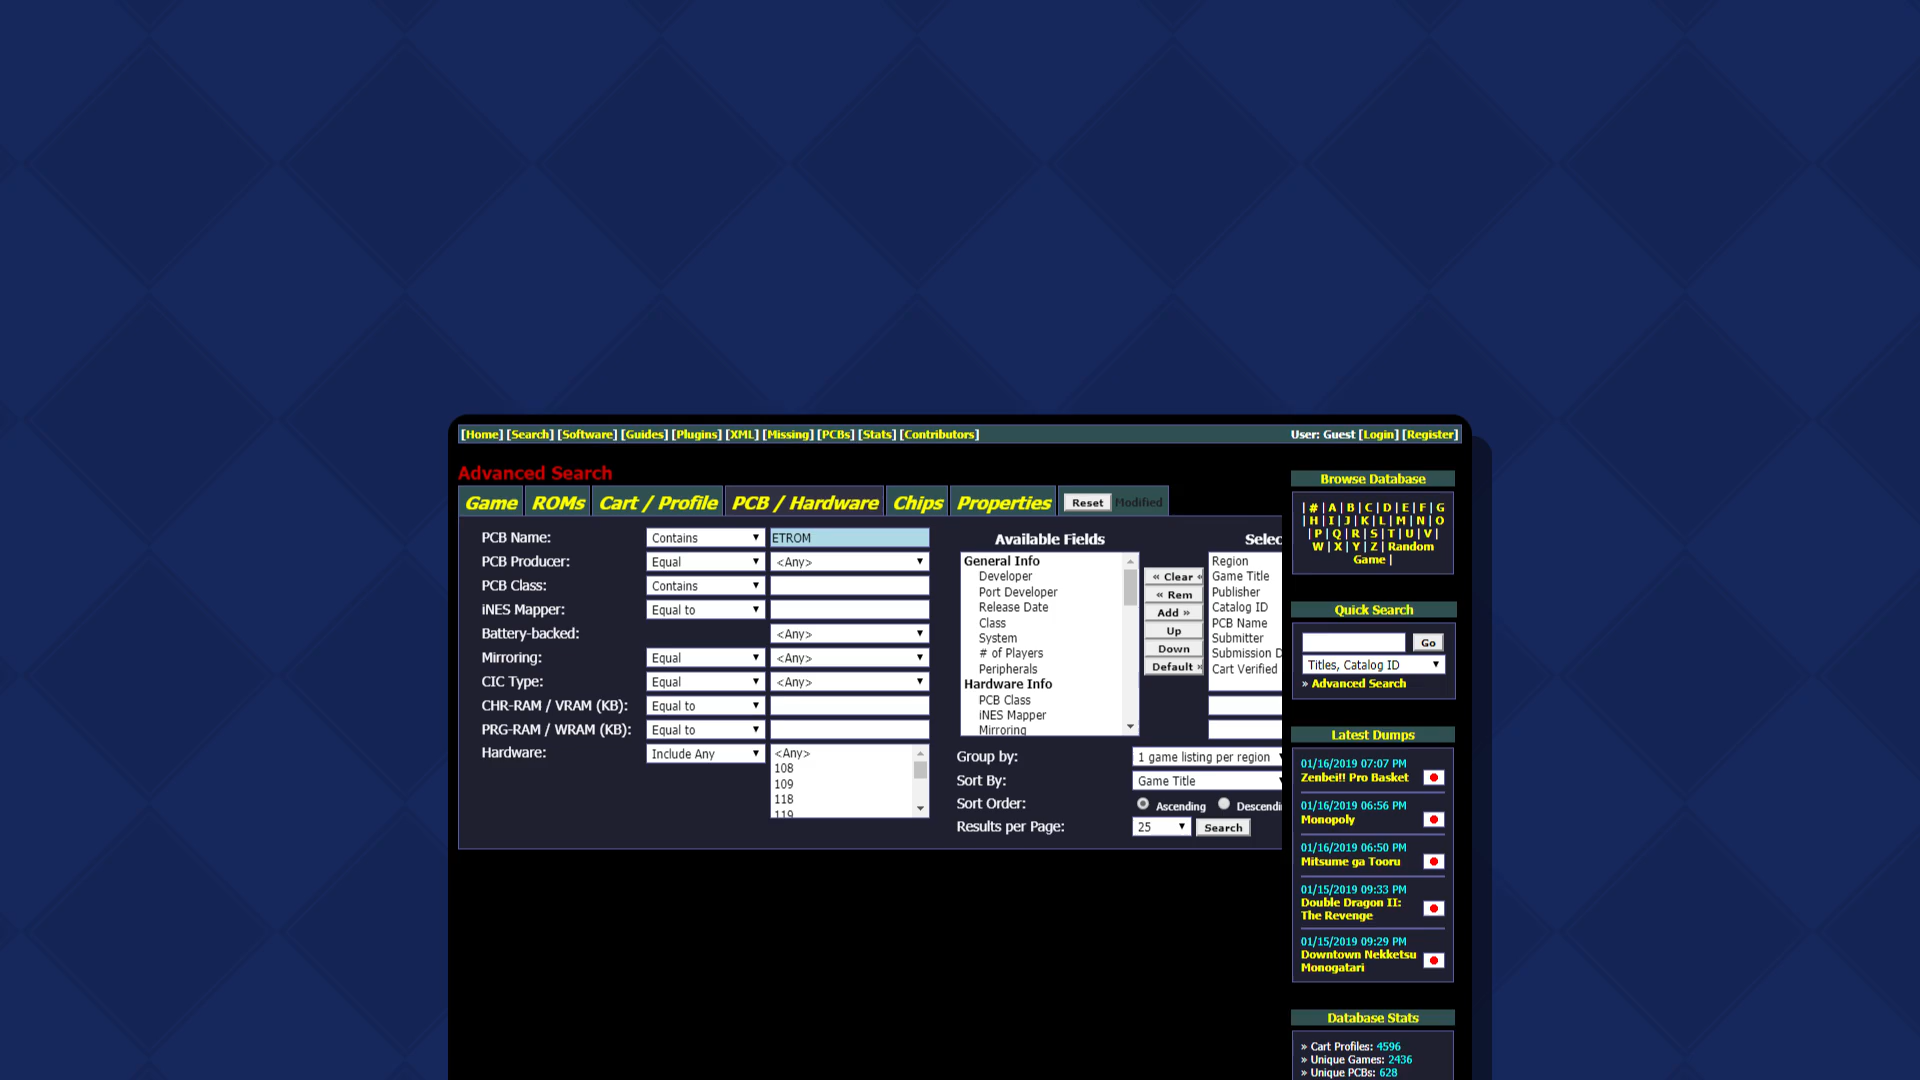 [Home] [Search] [Software] [Guides] [Plugins] [XML] [Missing] [PCBs] [Stats] [Contributors]
User: Guest [Login] [Register]
Advanced Search
Game
ROMs
Cart / Profile
PCB / Hardware
Chips
Properties
Reset
Modified
PCB Name:
Contains
ETROM
PCB Producer:
Equal
<Any>
PCB Class:
Contains
iNES Mapper:
Equal to
Battery-backed:
<Any>
Mirroring:
Equal
<Any>
CIC Type:
Equal
<Any>
CHR-RAM / VRAM (KB):
Equal to
PRG-RAM / WRAM (KB):
Equal to
Hardware:
Include Any
<Any>
108
109
118
119
Available Fields
General Info
Developer
Port Developer
Release Date
Class
System
# of Players
Peripherals
Hardware Info
PCB Class
iNES Mapper
Mirroring
« Clear «
« Rem
Add »
Up
Down
Default »
Selec
Region
Game Title
Publisher
Catalog ID
PCB Name
Submitter
Submission D
Cart Verified
Group by:
1 game listing per region
Sort By:
Game Title
Sort Order:
Ascending
Descendi
Results per Page:
25
Search
Browse Database
| # | A | B | C | D | E | F | G
| H | I | J | K | L | M | N | O
| P | Q | R | S | T | U | V |
W | X | Y | Z | Random
Game |
Quick Search
Go
Titles, Catalog ID
» Advanced Search
Latest Dumps
01/16/2019 07:07 PM
Zenbei!! Pro Basket
01/16/2019 06:56 PM
Monopoly
01/16/2019 06:50 PM
Mitsume ga Tooru
01/15/2019 09:33 PM
Double Dragon II:
The Revenge
01/15/2019 09:29 PM
Downtown Nekketsu
Monogatari
Database Stats
» Cart Profiles: 4596
» Unique Games: 2436
» Unique PCBs: 628